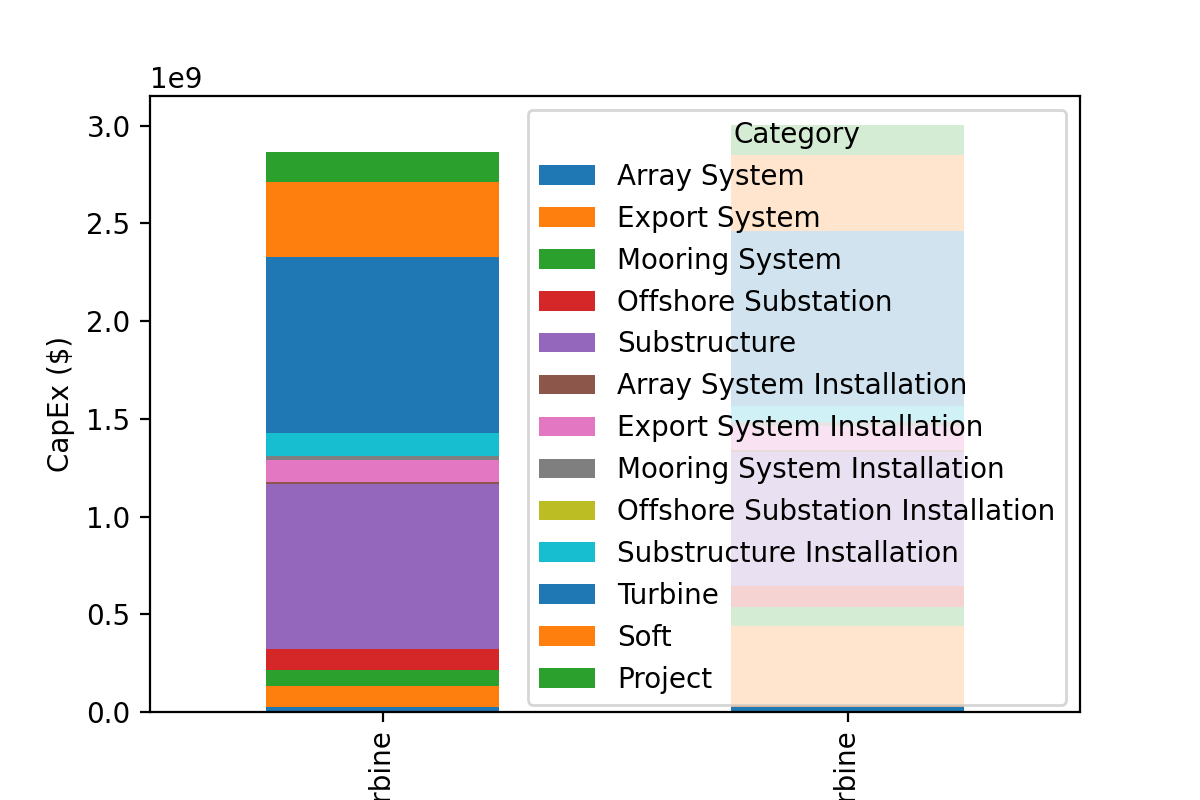 1e9
3.0
2.5
2.0
1.5
1.0
0.5
0.0
CapEx ($)
Category
Array System
Export System
Mooring System
Offshore Substation
Substructure
Array System Installation
Export System Installation
Mooring System Installation
Offshore Substation Installation
Substructure Installation
Turbine
Soft
Project
rbine
rbine